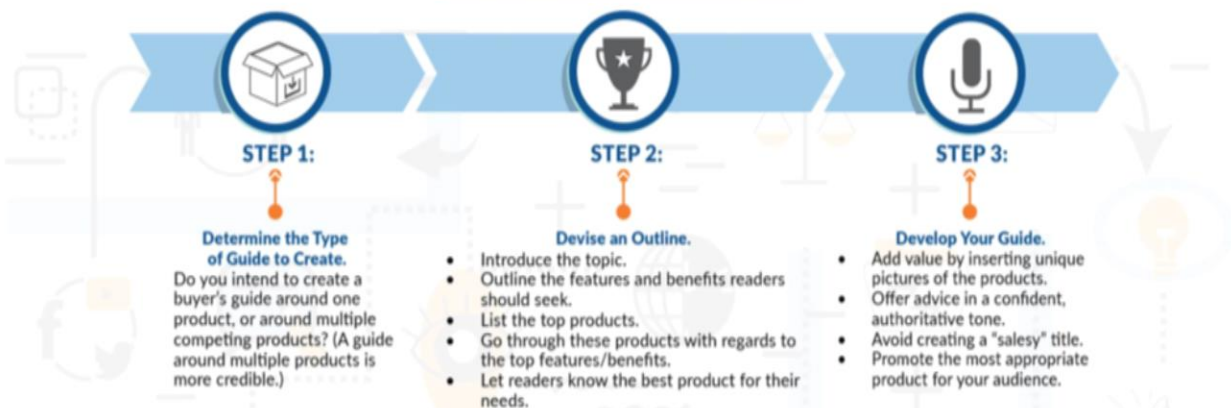 STEP 1:
Determine the Type
of Guide to Create.
Do you intend to create a
buyer's guide around one
product, or around multiple
competing products? (A guide
around multiple products is
more credible.)
STEP 2:
Devise an Outline.
• Introduce the topic.
• Outline the features and benefits readers
should seek.
• List the top products.
• Go through these products with regards to
the top features/benefits.
• Let readers know the best product for their
needs.
STEP 3:
Develop Your Guide.
• Add value by inserting unique
pictures of the products.
• Offer advice in a confident,
authoritative tone.
• Avoid creating a "salesy" title.
• Promote the most appropriate
product for your audience.